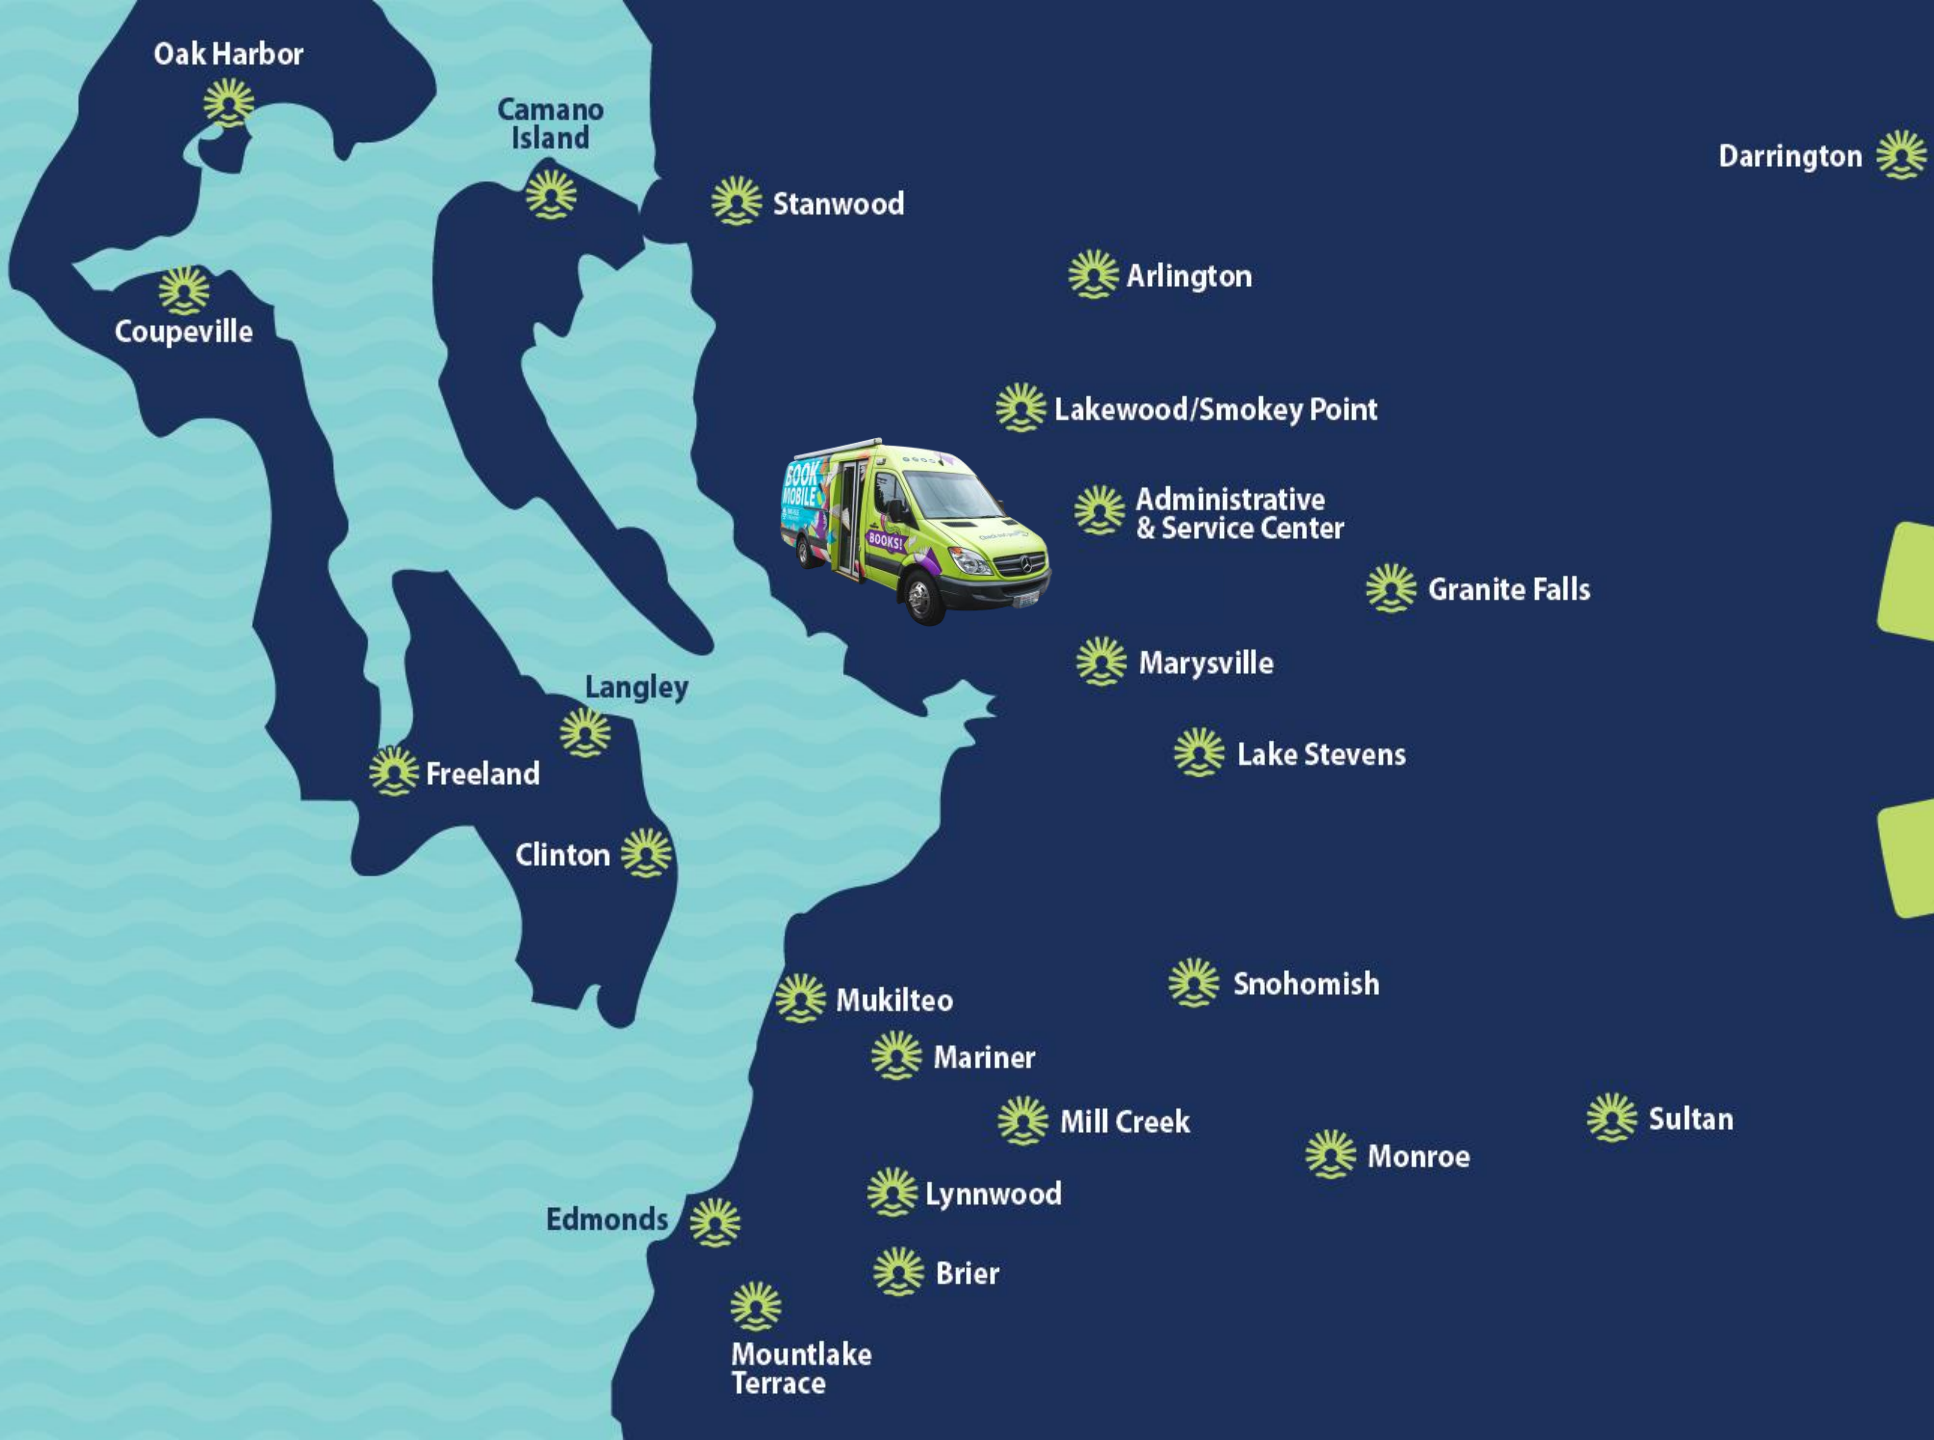 Oak Harbor
Camano
Island
Darrington
Stanwood
Arlington
Coupeville
Lakewood/Smokey Point
BOOK
MOBILE
BOOKS!
Administrative
& Service Center
Granite Falls
Marysville
Langley
Lake Stevens
Freeland
Clinton
Snohomish
Mukilteo
Mariner
Mill Creek
Sultan
Monroe
Lynnwood
Edmonds
Brier
Mountlake
Terrace